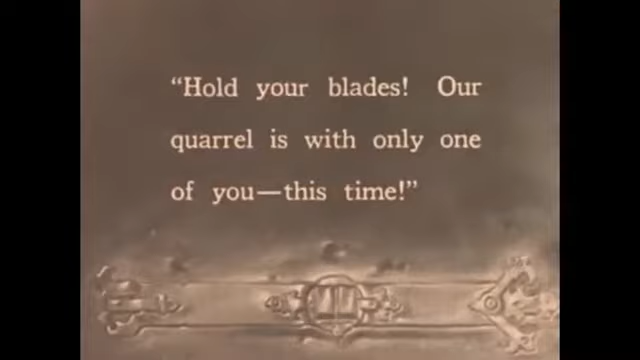 “Hold your blades! Our
quarrel is with only one
of you—this time!”